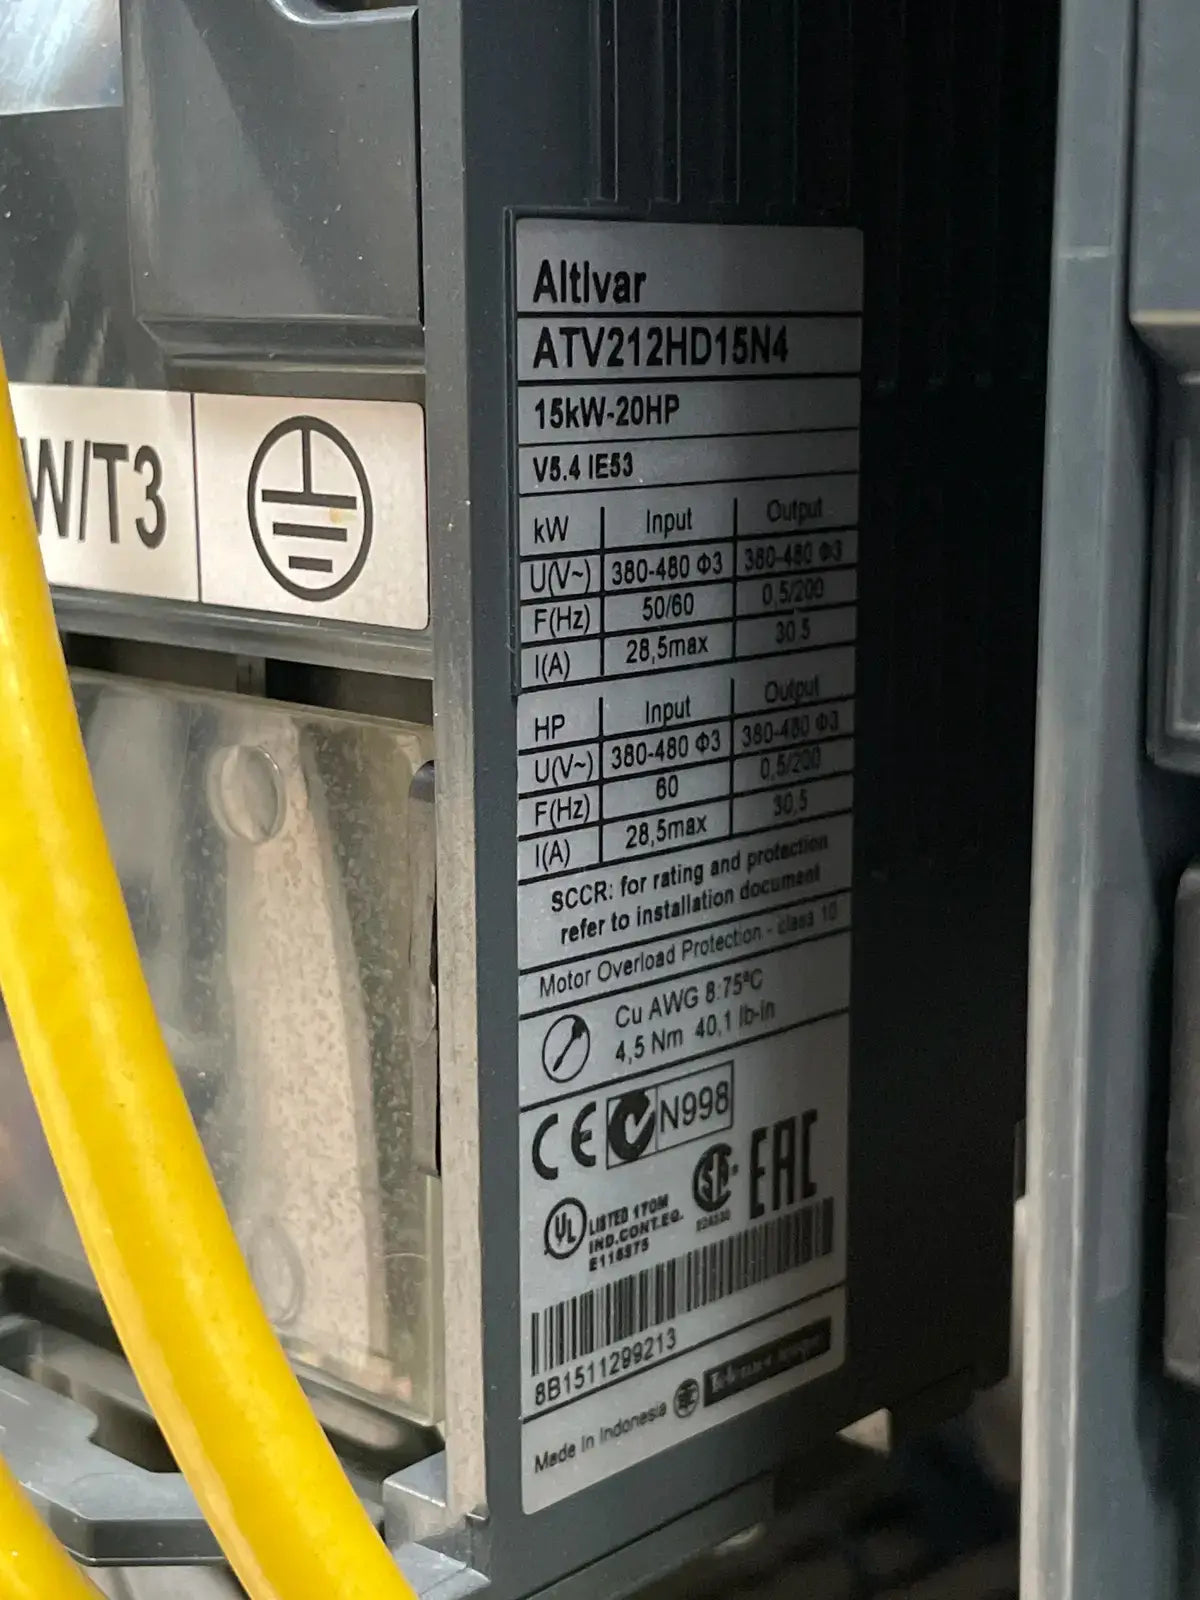 W/T3
Altivar
ATV212HD15N4
15kW-20HP
V5.4 IE53
kW Input Output
U(V~) 380-480 Φ3 380-480 Φ3
F(Hz) 50/60 0,5/200
I(A) 28,5max 30,5
HP Input Output
U(V~) 380-480 Φ3 380-480 Φ3
F(Hz) 60 0,5/200
I(A) 28,5max 30,5
SCCR: for rating and protection
refer to installation document
Motor Overload Protection - class 10
Cu AWG 8:75°C
4,5 Nm 40,1 lb-in
CE N998
SA EAC
UL LISTED 170M
IND.CONT.EQ.
E116875
8B1511299213
Made in Indonesia